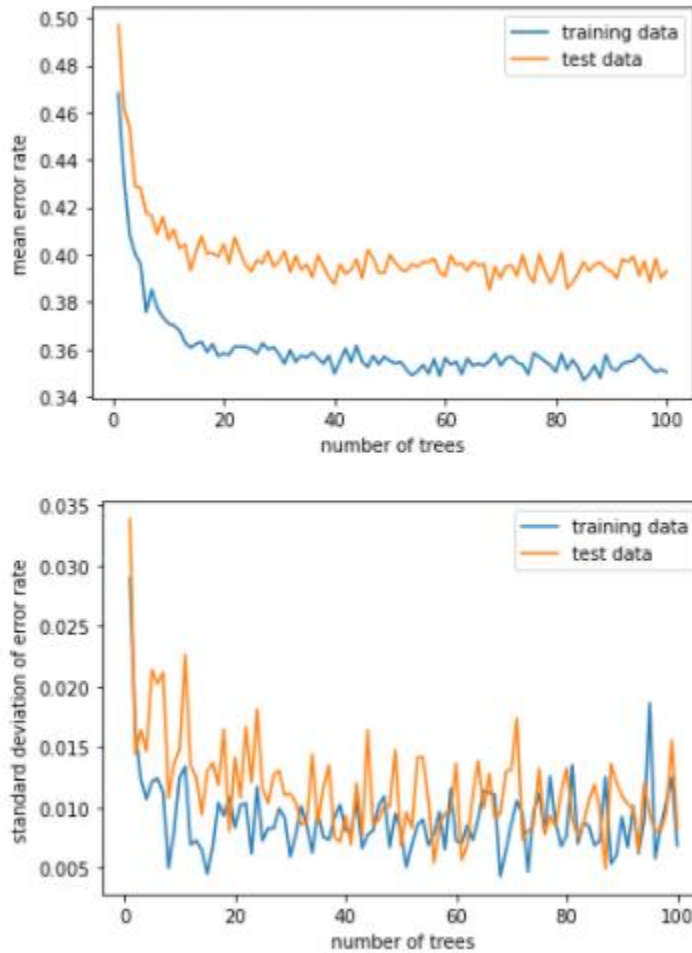 0.50
0.48
0.46
0.44
0.42
0.40
0.38
0.36
0.34
mean error rate
training data
test data
0 20 40 60 80 100
number of trees
0.035
0.030
0.025
0.020
0.015
0.010
0.005
standard deviation of error rate
training data
test data
0 20 40 60 80 100
number of trees